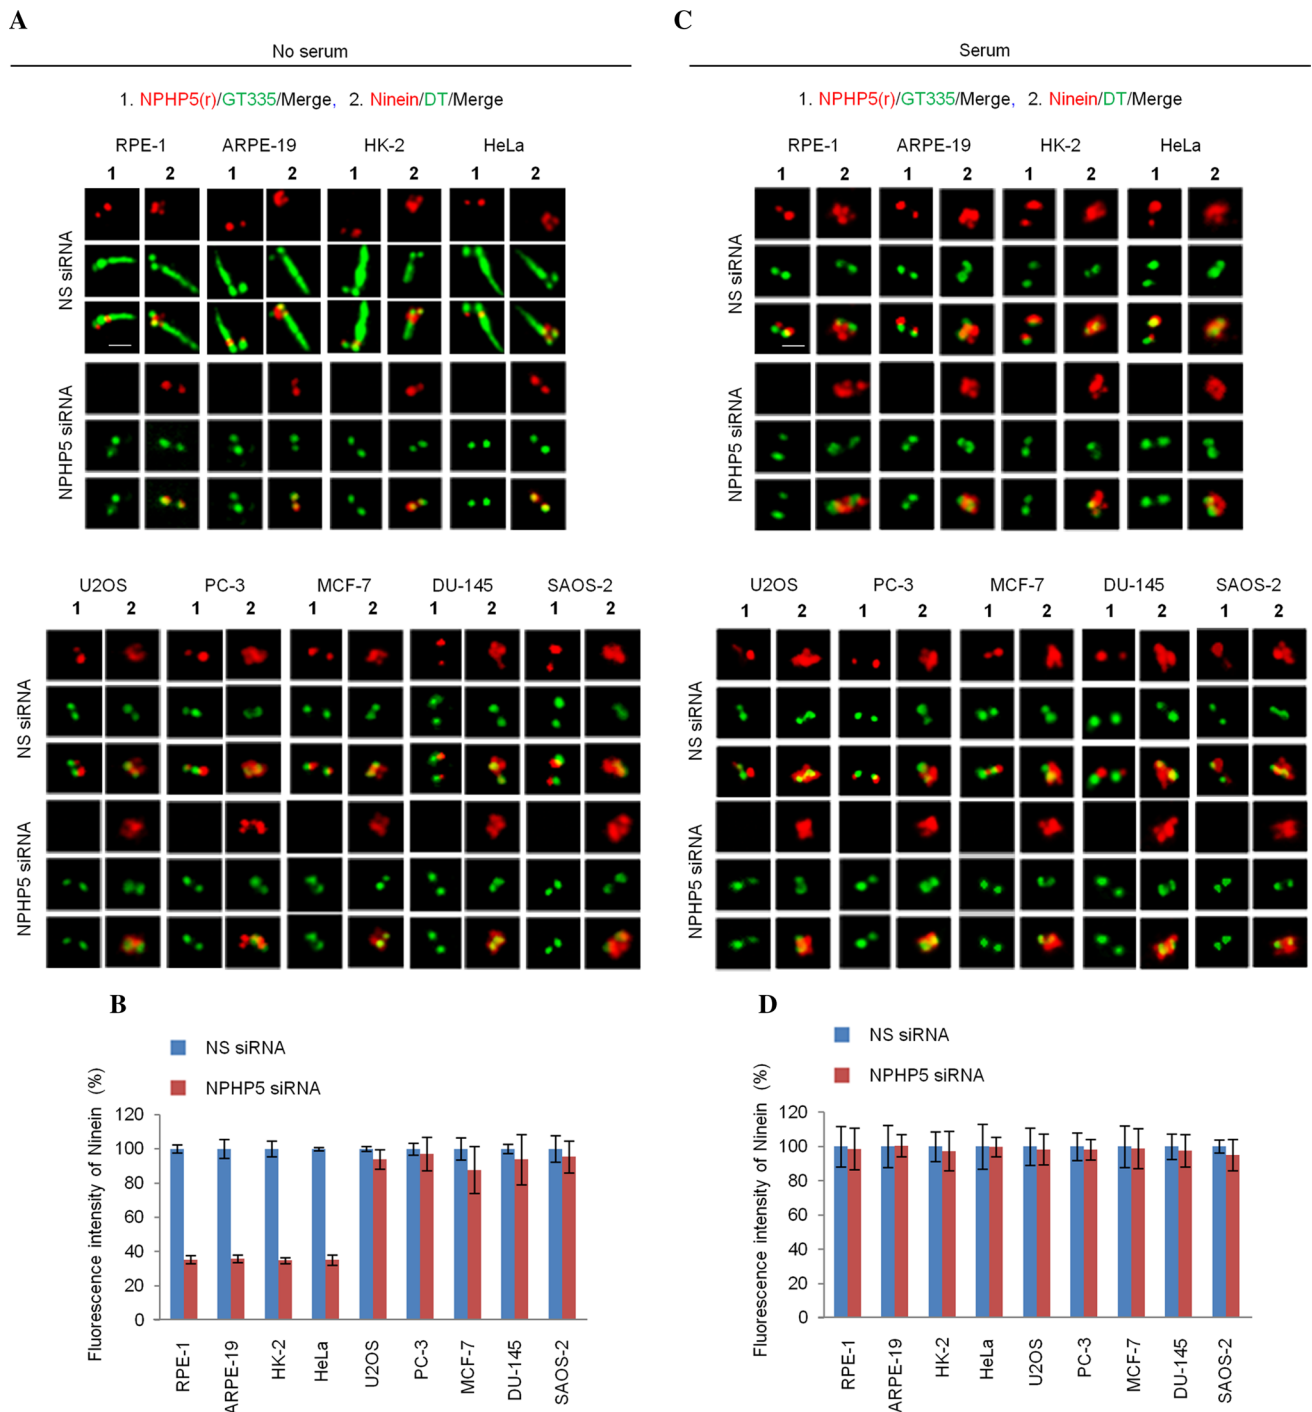 A
No serum
1. NPHP5(r)/GT335/Merge, 2. Ninein/DT/Merge
RPE-1 ARPE-19 HK-2 HeLa
1 2 1 2 1 2 1 2
NS siRNA
NPHP5 siRNA
U2OS PC-3 MCF-7 DU-145 SAOS-2
1 2 1 2 1 2 1 2 1 2
NS siRNA
NPHP5 siRNA
B
NS siRNA
NPHP5 siRNA
Fluorescence intensity of Ninein (%)
120
100
80
60
40
20
0
RPE-1
ARPE-19
HK-2
HeLa
U2OS
PC-3
MCF-7
DU-145
SAOS-2
C
Serum
1. NPHP5(r)/GT335/Merge, 2. Ninein/DT/Merge
RPE-1 ARPE-19 HK-2 HeLa
1 2 1 2 1 2 1 2
NS siRNA
NPHP5 siRNA
U2OS PC-3 MCF-7 DU-145 SAOS-2
1 2 1 2 1 2 1 2 1 2
NS siRNA
NPHP5 siRNA
D
NS siRNA
NPHP5 siRNA
Fluorescence intensity of Ninein (%)
120
100
80
60
40
20
0
RPE-1
ARPE-19
HK-2
HeLa
U2OS
PC-3
MCF-7
DU-145
SAOS-2